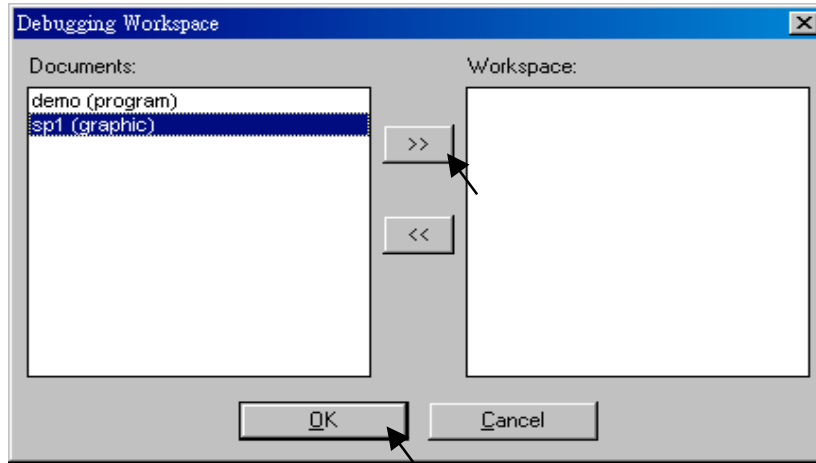 Debugging Workspace
Documents:
Workspace:
demo (program)
sp1 (graphic)
>>
<<
OK
Cancel